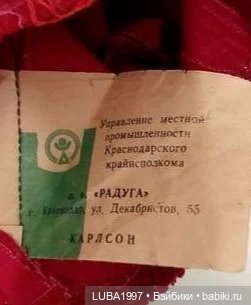 Управление местной
промышленности
Краснодарского
крайисполкома
п. о. «РАДУГА»
г. Краснодар, ул. Декабристов, 55
КАРЛСОН
LUBA1997 • Бэйбики • babiki.ru